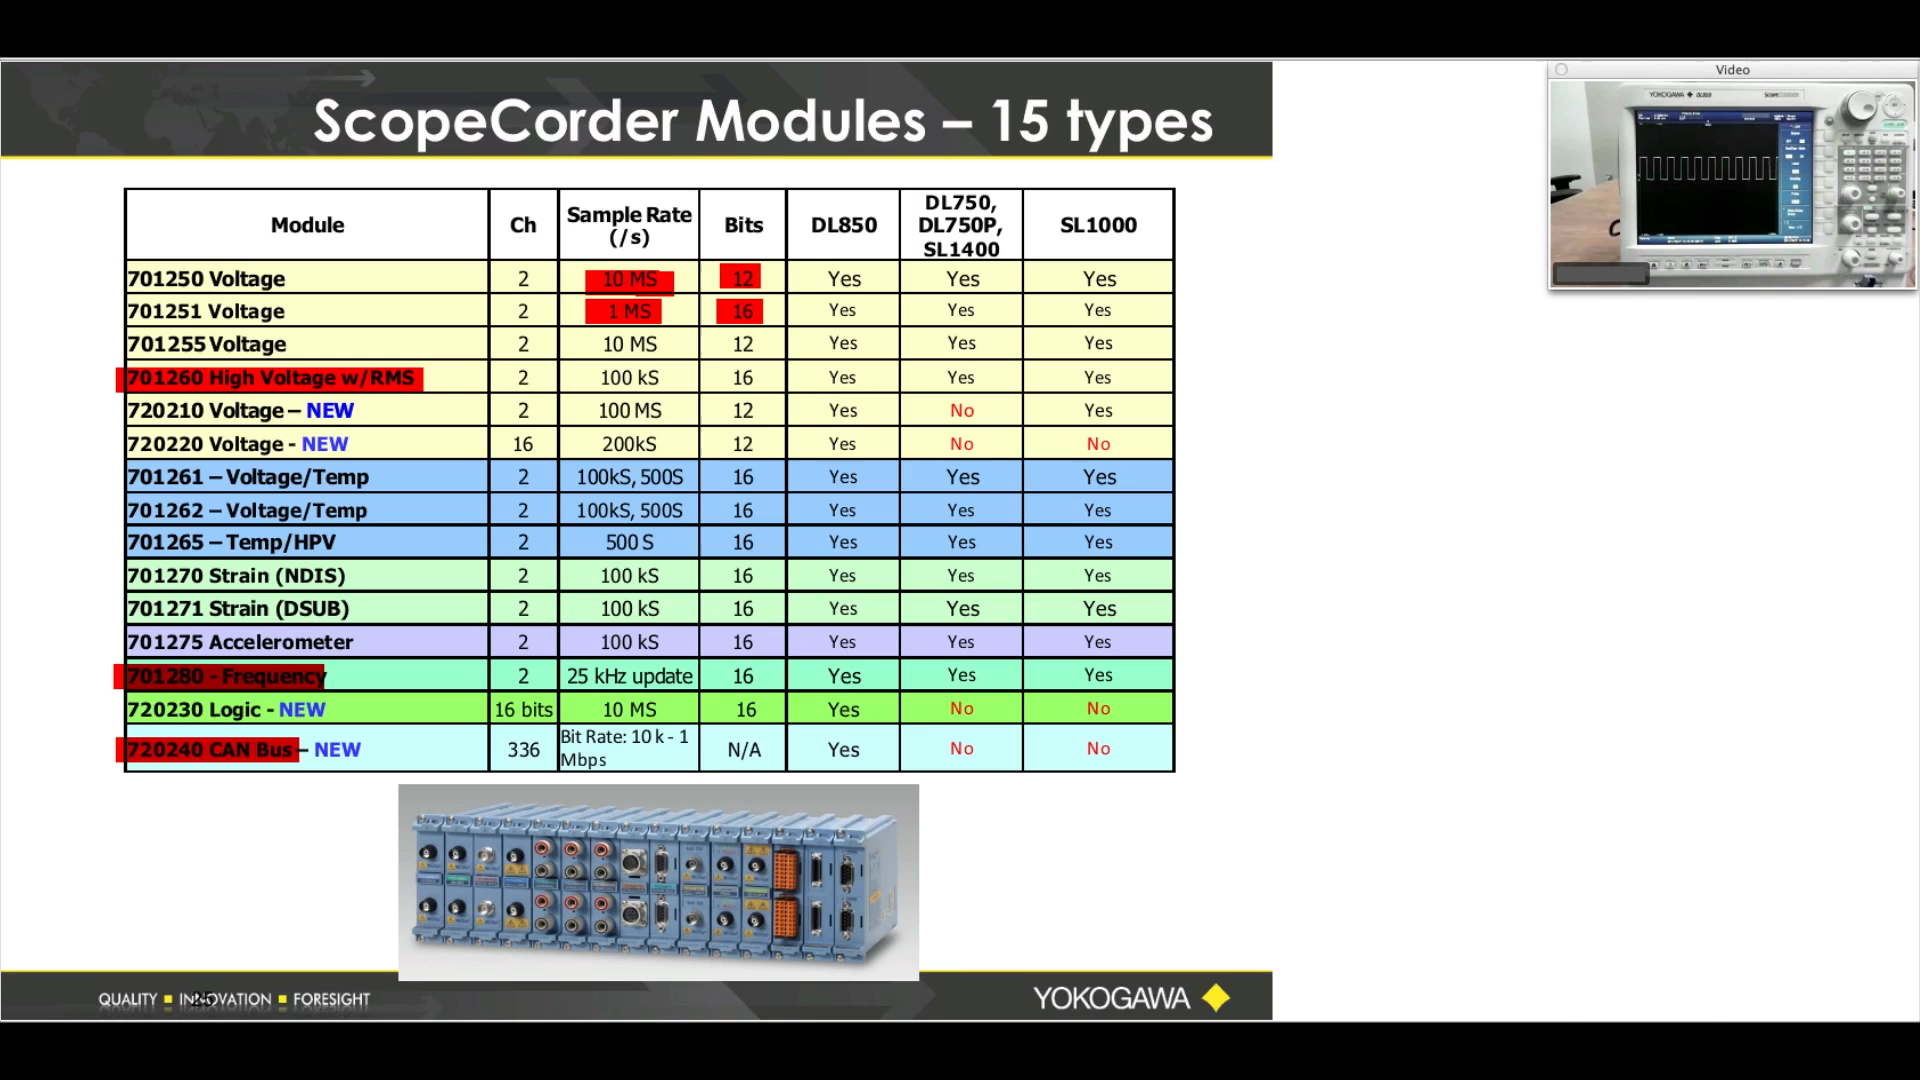 Video
ScopeCorder Modules – 15 types
YOKOGAWA
Module Ch Sample Rate (/s) Bits DL850 DL750, DL750P, SL1400 SL1000
701250 Voltage 2 10 MS 12 Yes Yes Yes
701251 Voltage 2 1 MS 16 Yes Yes Yes
701255 Voltage 2 10 MS 12 Yes Yes Yes
701260 High Voltage w/RMS 2 100 kS 16 Yes Yes Yes
720210 Voltage – NEW 2 100 MS 12 Yes No Yes
720220 Voltage - NEW 16 200kS 12 Yes No No
701261 – Voltage/Temp 2 100kS, 500S 16 Yes Yes Yes
701262 – Voltage/Temp 2 100kS, 500S 16 Yes Yes Yes
701265 – Temp/HPV 2 500 S 16 Yes Yes Yes
701270 Strain (NDIS) 2 100 kS 16 Yes Yes Yes
701271 Strain (DSUB) 2 100 kS 16 Yes Yes Yes
701275 Accelerometer 2 100 kS 16 Yes Yes Yes
701280 - Frequency 2 25 kHz update 16 Yes Yes Yes
720230 Logic - NEW 16 bits 10 MS 16 Yes No No
720240 CAN Bus – NEW 336 Bit Rate: 10 k - 1 Mbps N/A Yes No No
QUALITY INNOVATION FORESIGHT
25
YOKOGAWA